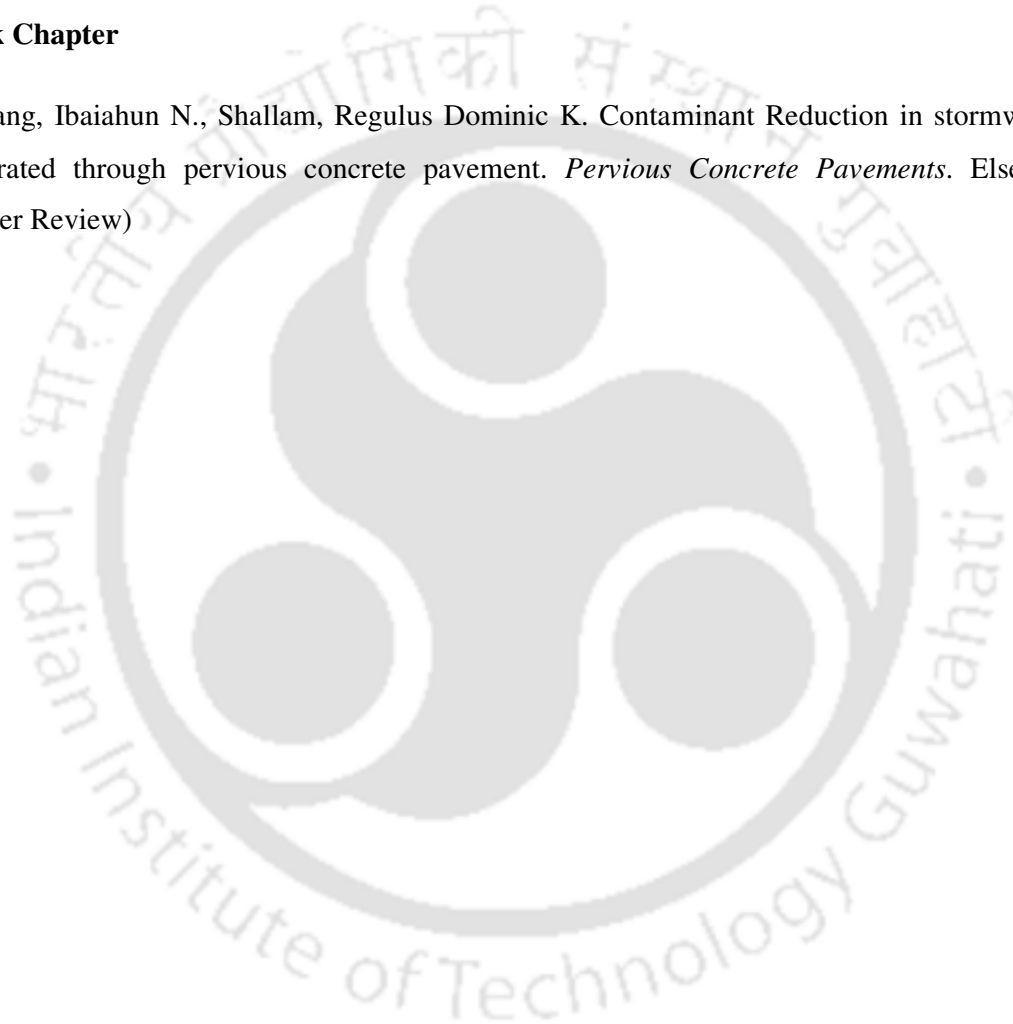 k Chapter
ang, Ibaiahun N., Shallam, Regulus Dominic K. Contaminant Reduction in stormw
rated through pervious concrete pavement. Pervious Concrete Pavements. Else
er Review)
भारतीय प्रौद्योगिकी संस्थान गुवाहाटी
Indian Institute of Technology Guwahati